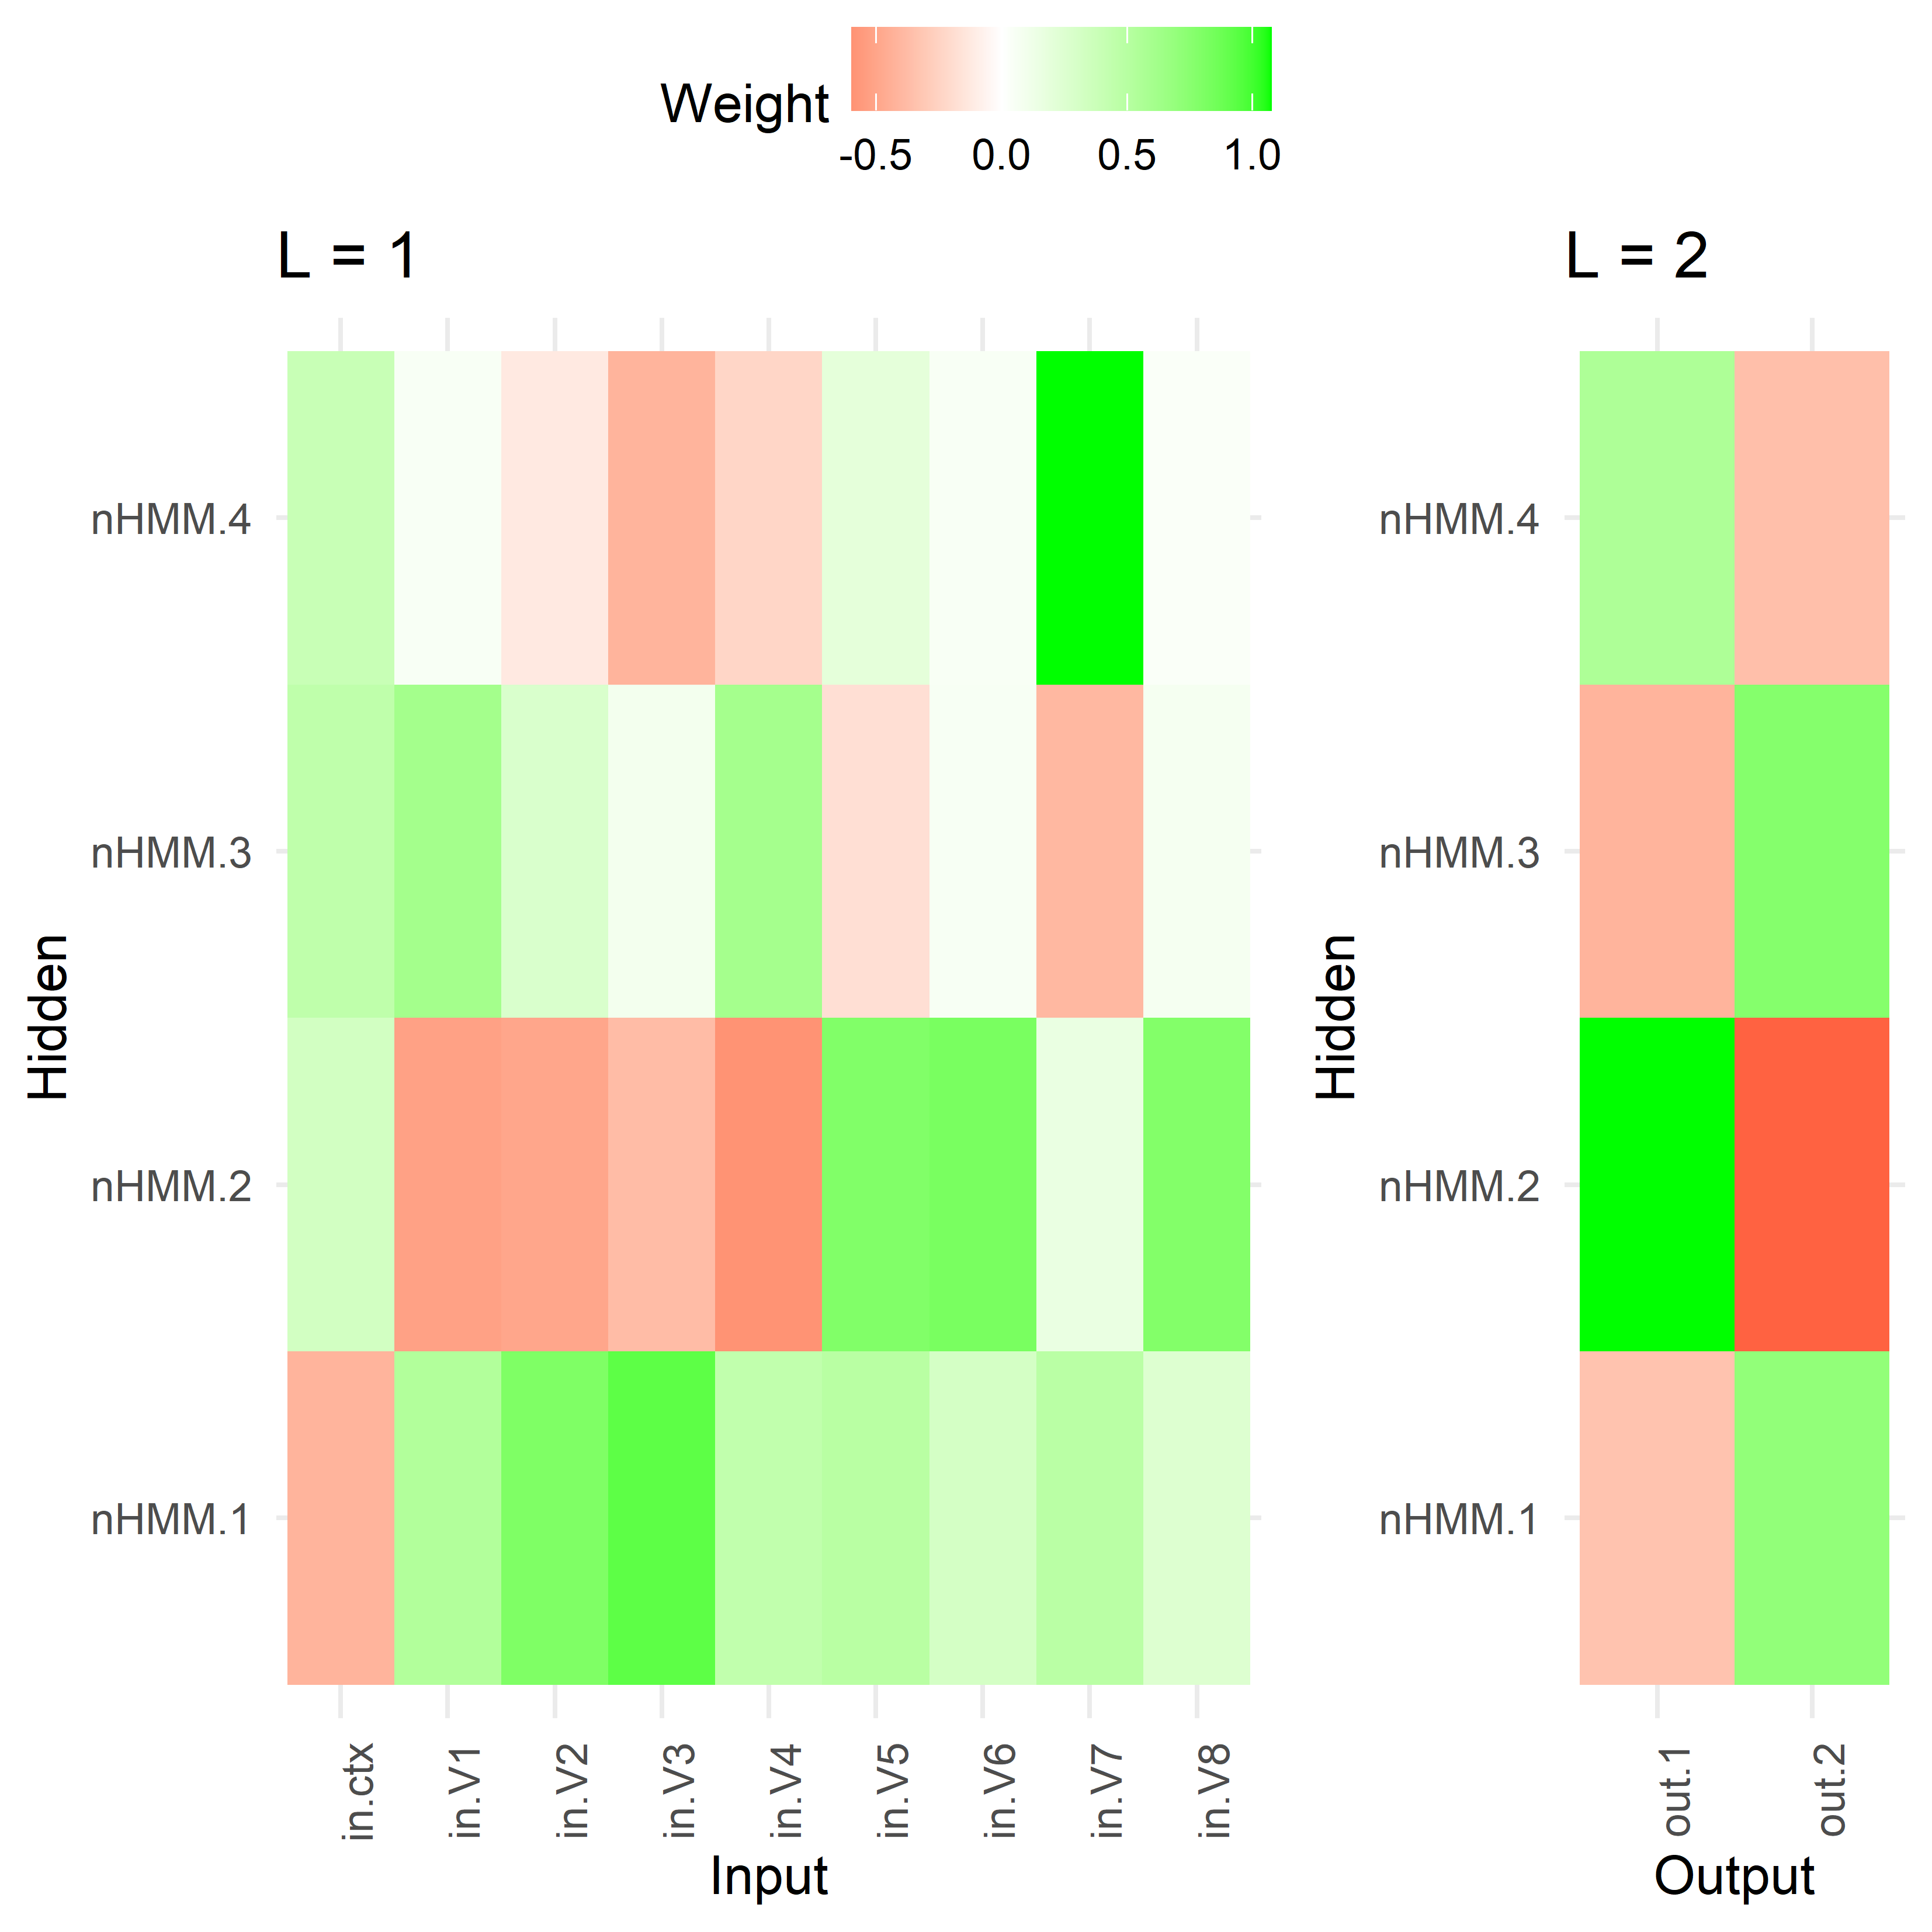 Weight
-0.5 0.0 0.5 1.0
L = 1
nHMM.4
nHMM.3
nHMM.2
nHMM.1
Hidden
in.ctx in.V1 in.V2 in.V3 in.V4 in.V5 in.V6 in.V7 in.V8
Input
L = 2
nHMM.4
nHMM.3
nHMM.2
nHMM.1
Hidden
out.1 out.2
Output